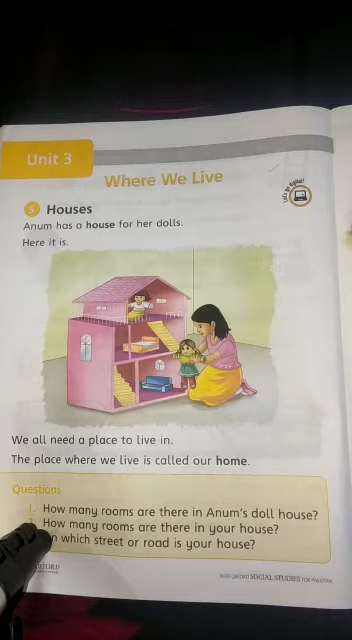 Unit 3
Where We Live
Let's go digital!
5 Houses
Anum has a house for her dolls.
Here it is.
We all need a place to live in.
The place where we live is called our home.
Questions
1. How many rooms are there in Anum's doll house?
How many rooms are there in your house?
which street or road is your house?
NEW OXFORD SOCIAL STUDIES FOR PAKISTAN